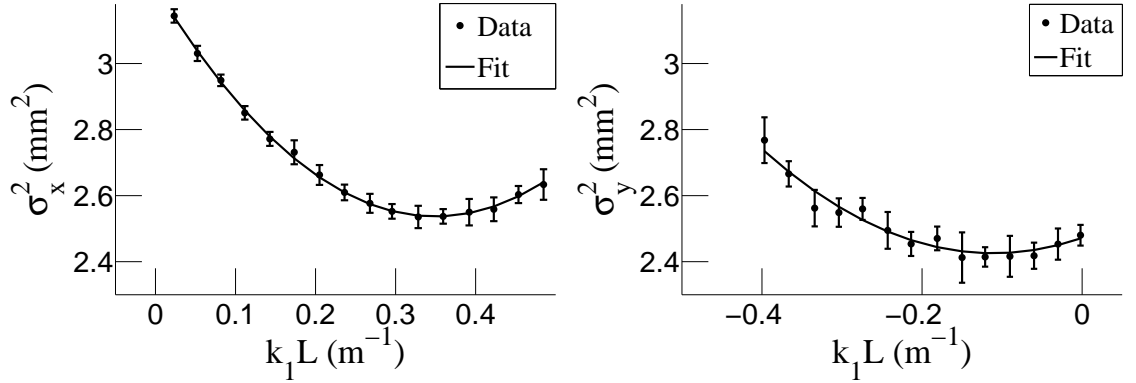 Data
Fit
3
2.8
2.6
2.4
σ²ₓ (mm²)
0
0.1
0.2
0.3
0.4
k₁L (m⁻¹)
Data
Fit
3
2.8
2.6
2.4
σ²ᵧ (mm²)
−0.4
−0.2
0
k₁L (m⁻¹)